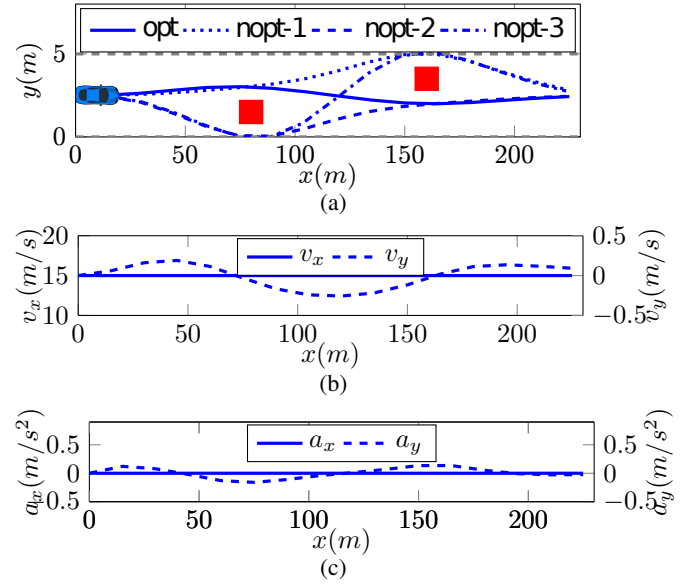 opt nopt-1 nopt-2 nopt-3
5
0
y(m)
0 50 100 150 200
x(m)
(a)
v_x v_y
20
15
10
v_x(m/s)
0.5
0
−0.5
v_y(m/s)
0 50 100 150 200
x(m)
(b)
a_x a_y
0.5
0
0.5
a_x(m/s²)
0.5
0
−0.5
a_y(m/s²)
0 50 100 150 200
x(m)
(c)